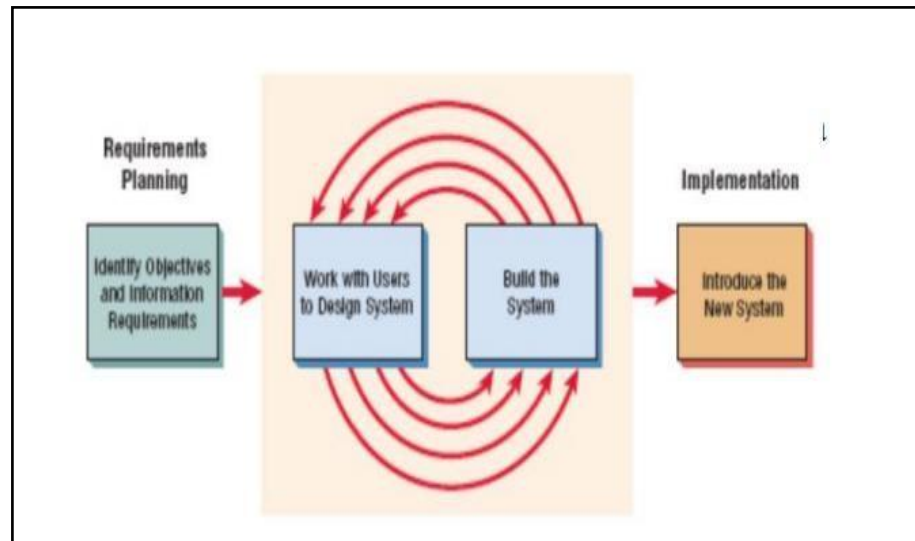 Requirements
Planning
Implementation
Identify Objectives
and Information
Requirements
Work with Users
to Design System
Build the
System
Introduce the
New System